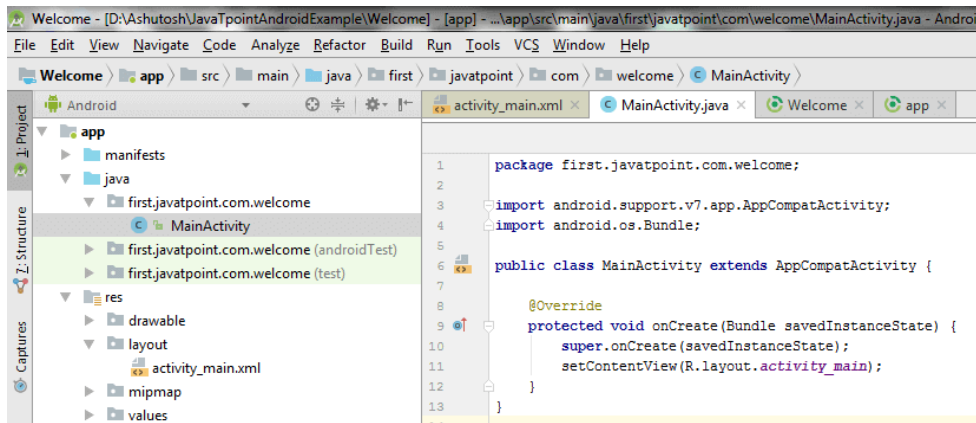 Welcome - [D:\Ashutosh\JavaTpointAndroidExample\Welcome] - [app] - ...\app\src\main\java\first\javatpoint\com\welcome\MainActivity.java - Androi
File Edit View Navigate Code Analyze Refactor Build Run Tools VCS Window Help
Welcome app src main java first javatpoint com welcome MainActivity
Android
activity_main.xml MainActivity.java Welcome app
1: Project
Z: Structure
Captures
app
manifests
java
first.javatpoint.com.welcome
MainActivity
first.javatpoint.com.welcome (androidTest)
first.javatpoint.com.welcome (test)
res
drawable
layout
activity_main.xml
mipmap
values
1 package first.javatpoint.com.welcome;
2
3 import android.support.v7.app.AppCompatActivity;
4 import android.os.Bundle;
5
6 public class MainActivity extends AppCompatActivity {
7
8 @Override
9 protected void onCreate(Bundle savedInstanceState) {
10 super.onCreate(savedInstanceState);
11 setContentView(R.layout.activity_main);
12 }
13 }